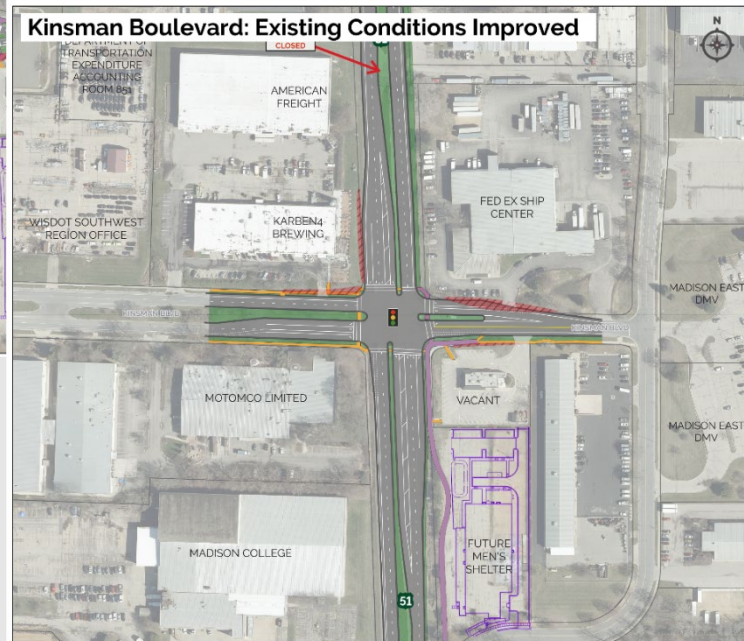 Kinsman Boulevard: Existing Conditions Improved
CLOSED
N
DEPARTMENT OF
TRANSPORTATION
EXPENDITURE
ACCOUNTING
ROOM 851
AMERICAN
FREIGHT
FED EX SHIP
CENTER
WISDOT SOUTHWEST
REGION OFFICE
KARBEN4
BREWING
MADISON EAST
DMV
KINSMAN BLVD
KINSMAN BLVD
MOTOMCO LIMITED
VACANT
MADISON EAST
DMV
MADISON COLLEGE
FUTURE
MEN'S
SHELTER
51